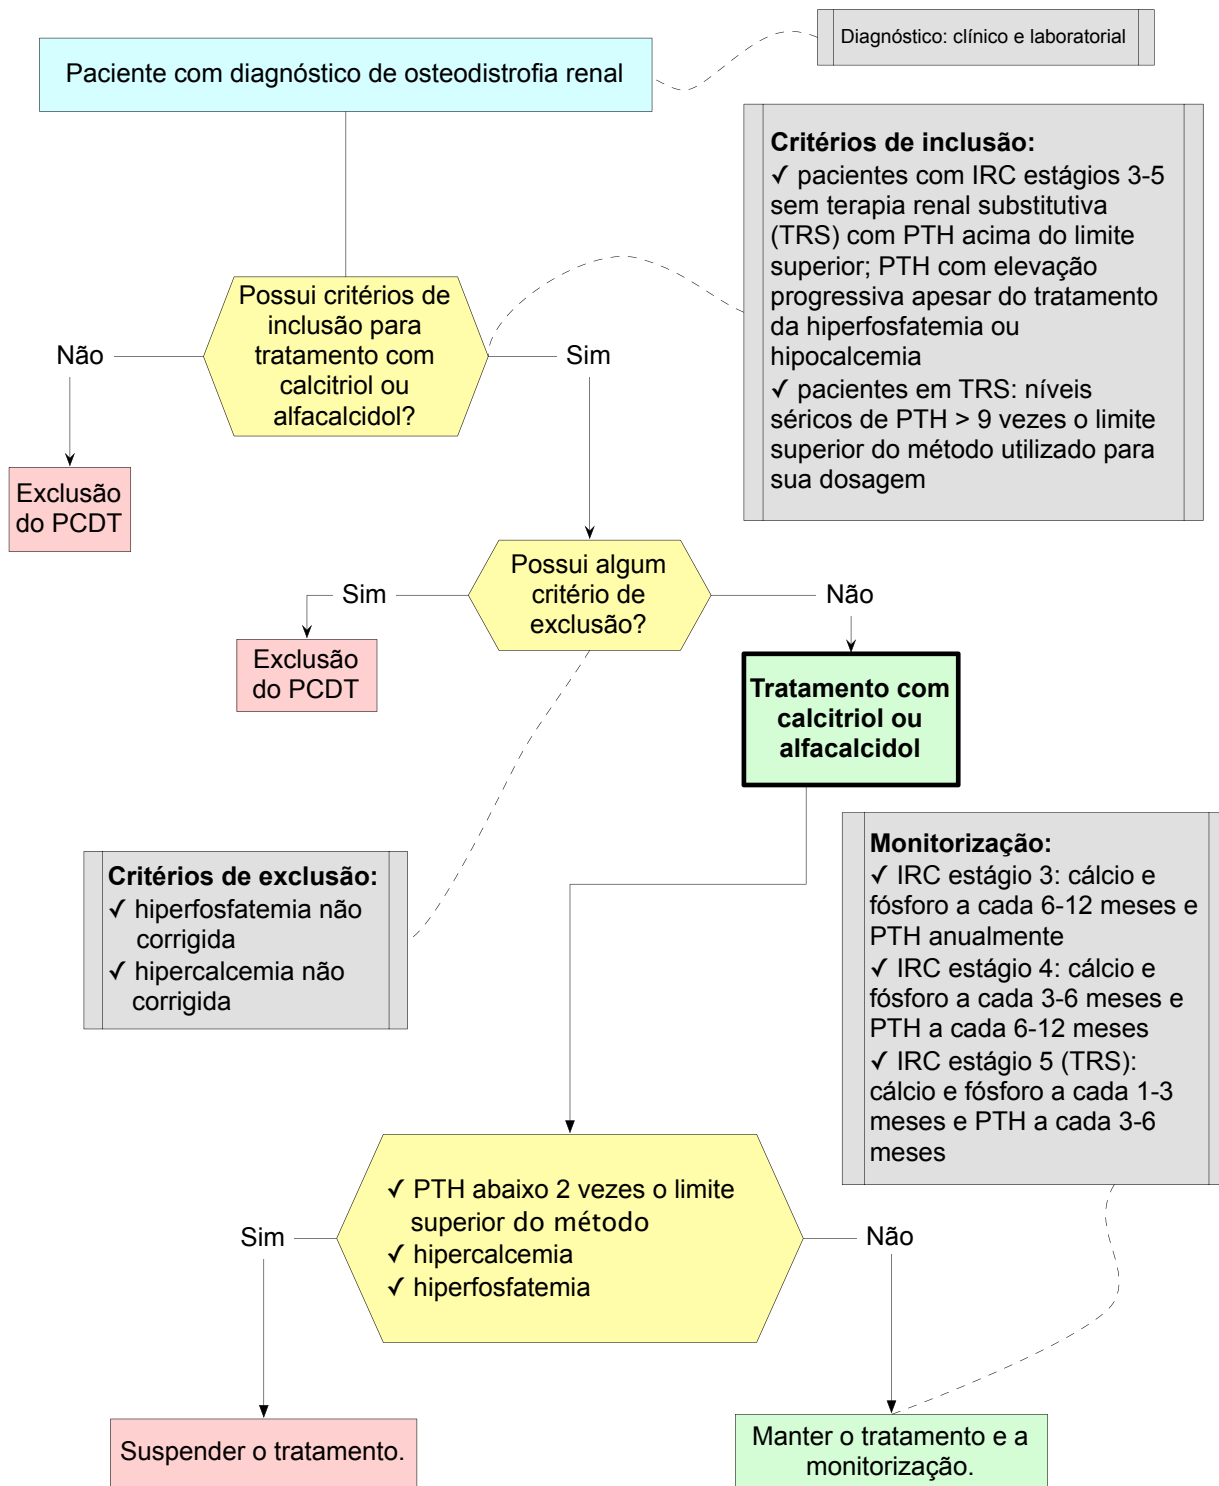 Diagnóstico: clínico e laboratorial
Paciente com diagnóstico de osteodistrofia renal
Critérios de inclusão:
✓ pacientes com IRC estágios 3-5
sem terapia renal substitutiva
(TRS) com PTH acima do limite
superior; PTH com elevação
progressiva apesar do tratamento
da hiperfosfatemia ou
hipocalcemia
✓ pacientes em TRS: níveis
séricos de PTH > 9 vezes o limite
superior do método utilizado para
sua dosagem
Possui critérios de
inclusão para
tratamento com
calcitriol ou
alfacalcidol?
Não
Sim
Exclusão
do PCDT
Possui algum
critério de
exclusão?
Sim
Não
Exclusão
do PCDT
Tratamento com
calcitriol ou
alfacalcidol
Critérios de exclusão:
✓ hiperfosfatemia não
corrigida
✓ hipercalcemia não
corrigida
Monitorização:
✓ IRC estágio 3: cálcio e
fósforo a cada 6-12 meses e
PTH anualmente
✓ IRC estágio 4: cálcio e
fósforo a cada 3-6 meses e
PTH a cada 6-12 meses
✓ IRC estágio 5 (TRS):
cálcio e fósforo a cada 1-3
meses e PTH a cada 3-6
meses
✓ PTH abaixo 2 vezes o limite
superior do método
✓ hipercalcemia
✓ hiperfosfatemia
Sim
Não
Suspender o tratamento.
Manter o tratamento e a
monitorização.